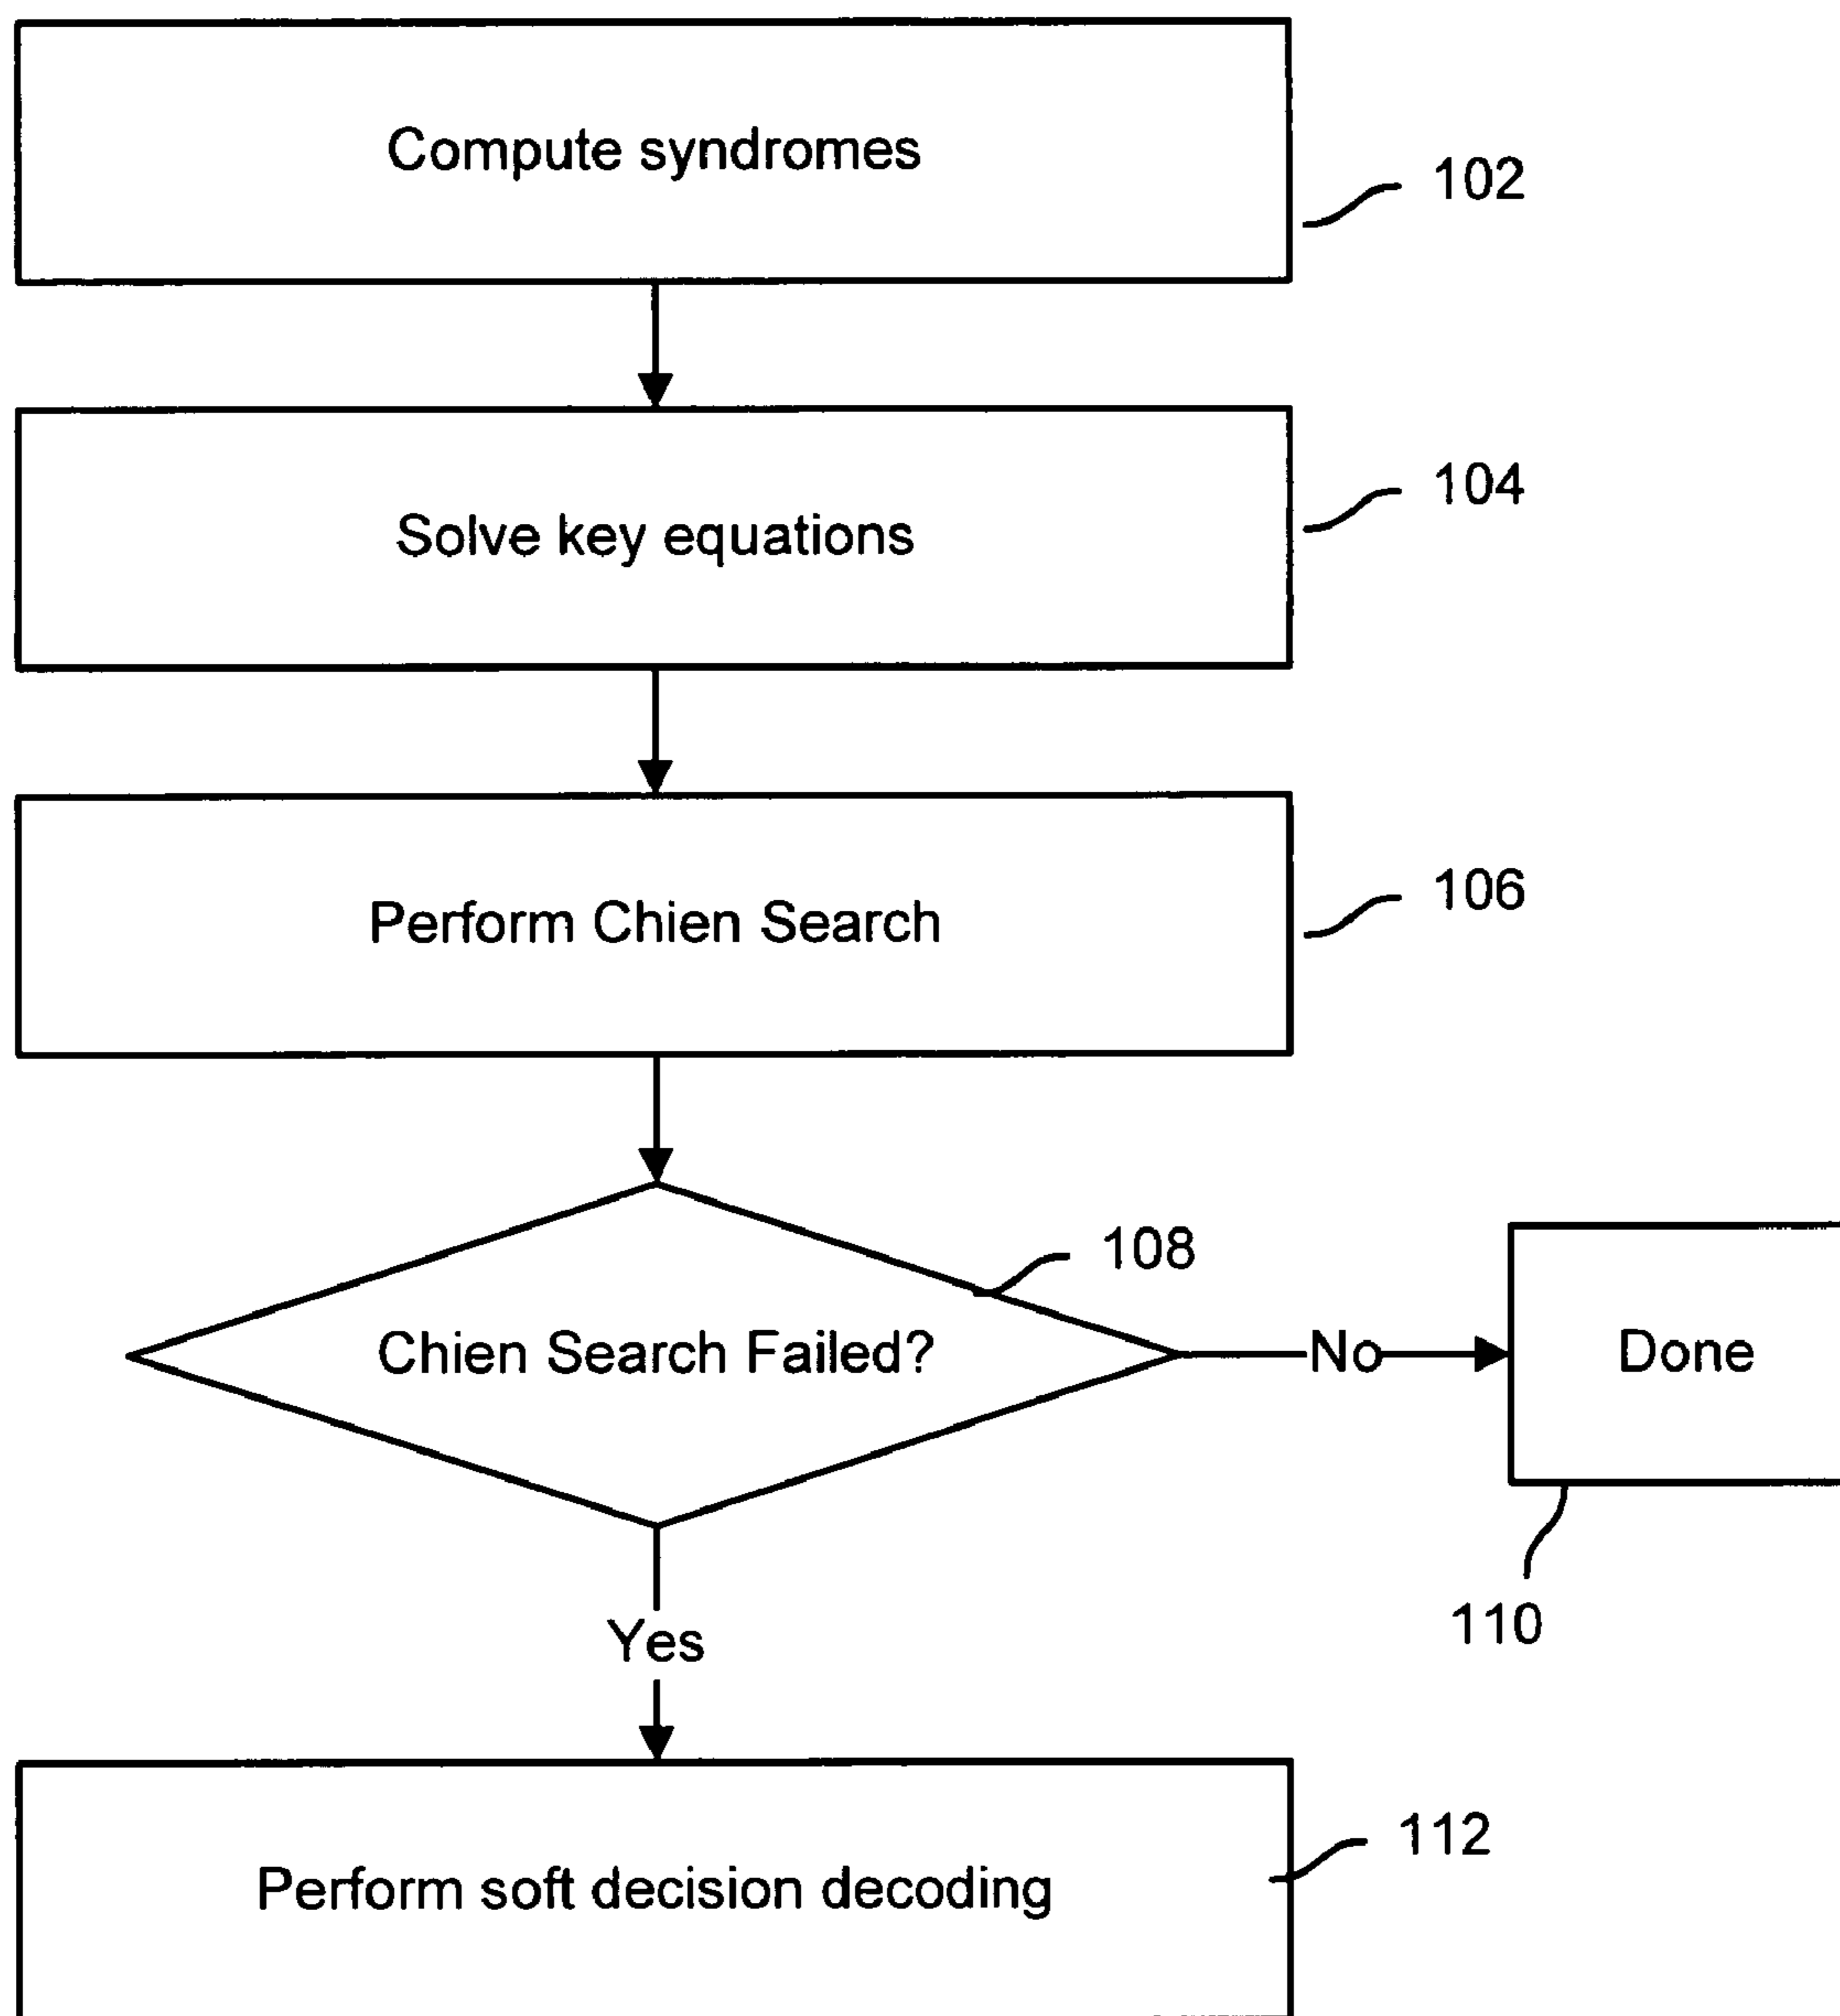 Compute syndromes
102
Solve key equations
104
Perform Chien Search
106
108
Chien Search Failed?
No
Done
110
Yes
112
Perform soft decision decoding